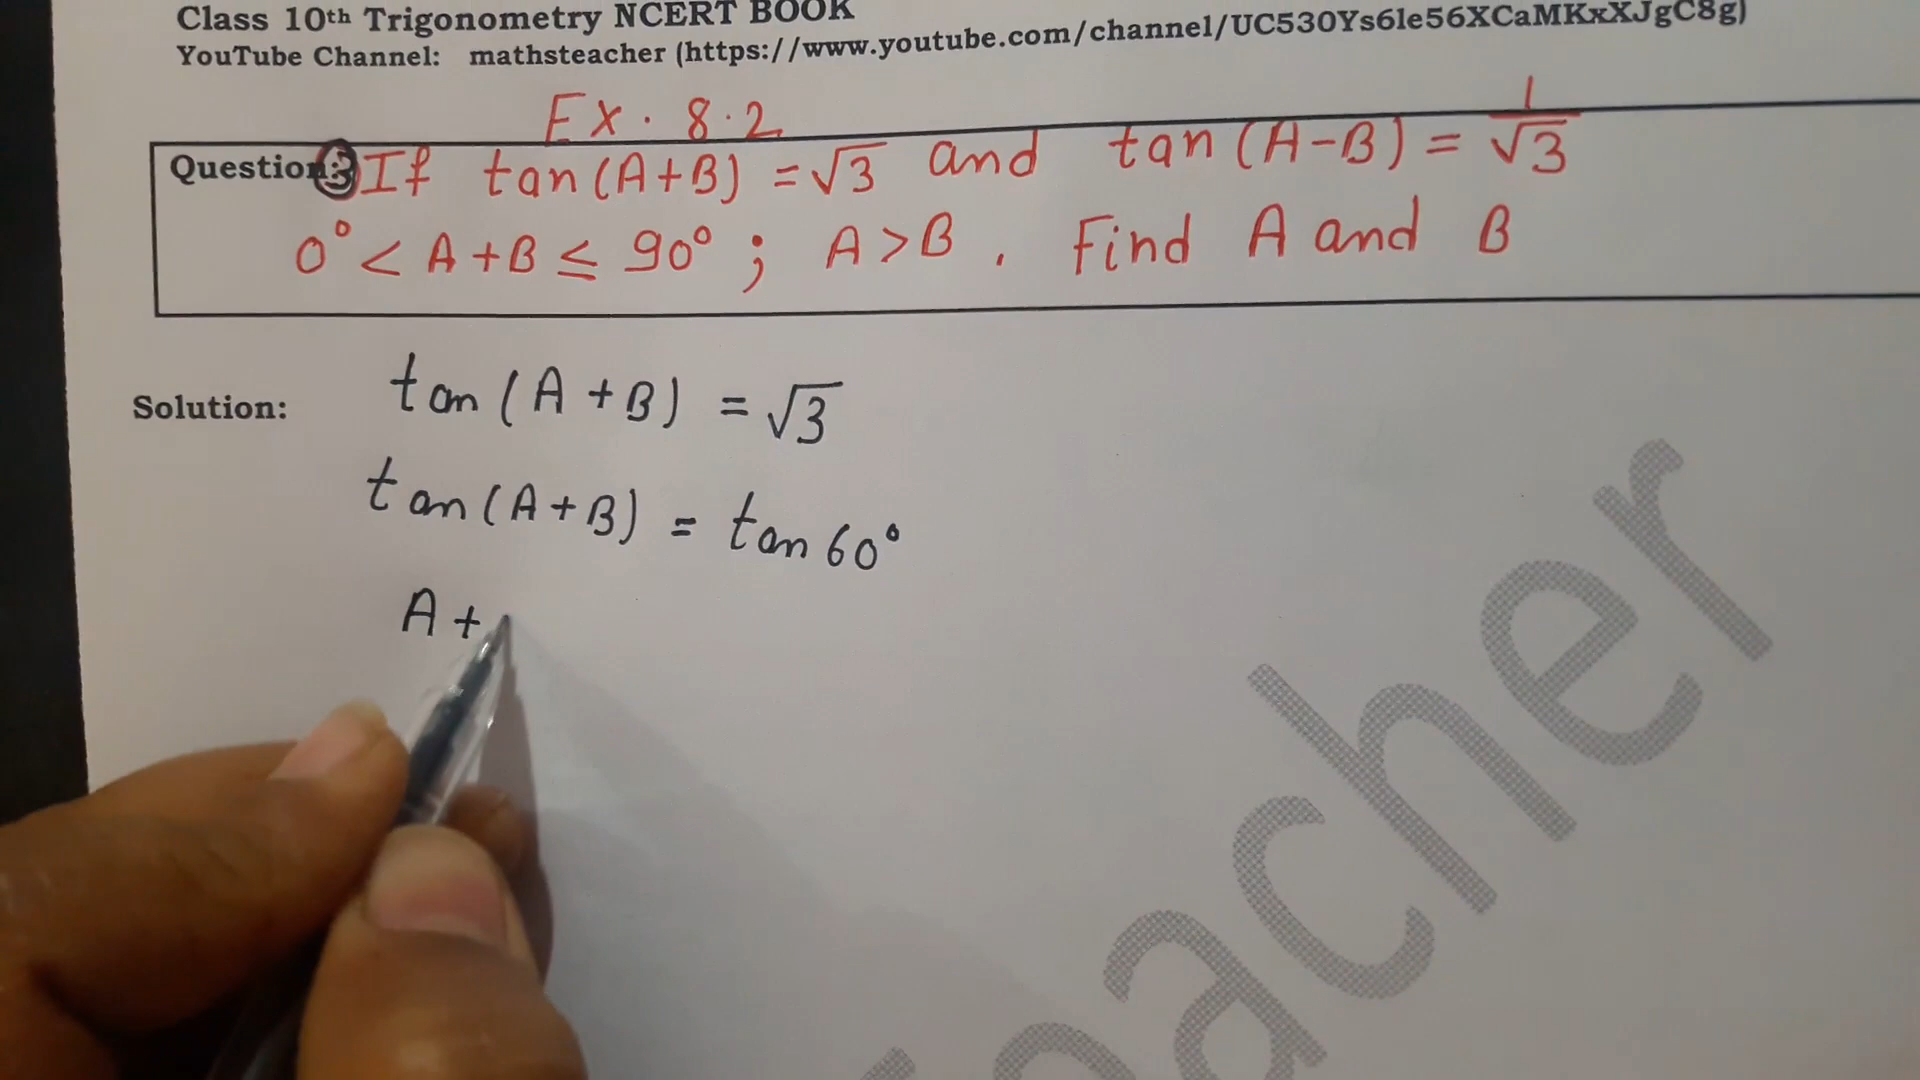 Class 10th Trigonometry NCERT BOOK
YouTube Channel: mathsteacher (https://www.youtube.com/channel/UC530Ys6le56XCaMKxXJgC8g)
Ex. 8.2
Question:3 If tan(A+B) = √3 and tan(A-B) = 1/√3
0° < A+B ≤ 90° ; A>B . Find A and B
Solution: tan(A+B) = √3
tan(A+B) = tan 60°
A +
eacher